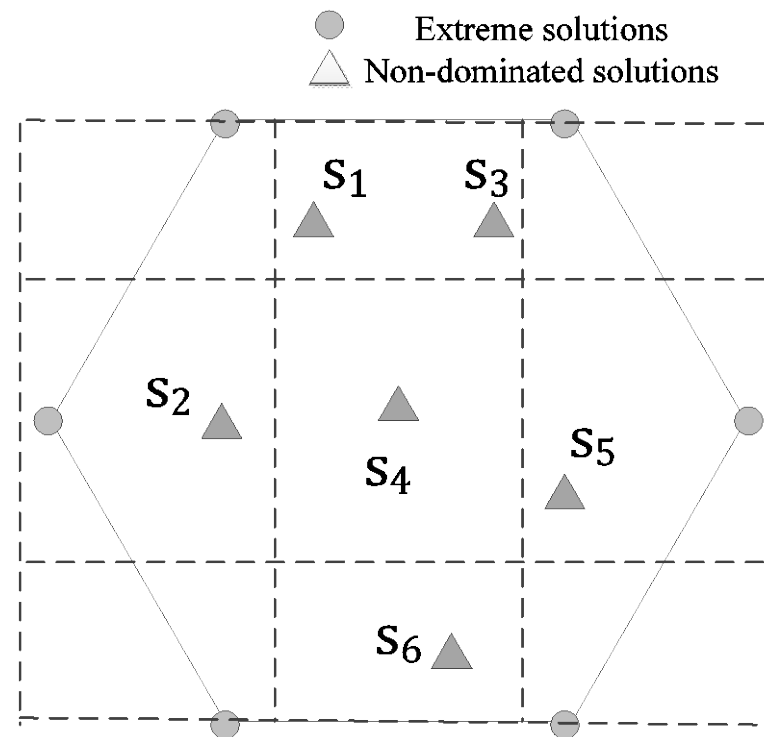 Extreme solutions
Non-dominated solutions
S₁ S₃
S₂
S₄
S₅
S₆